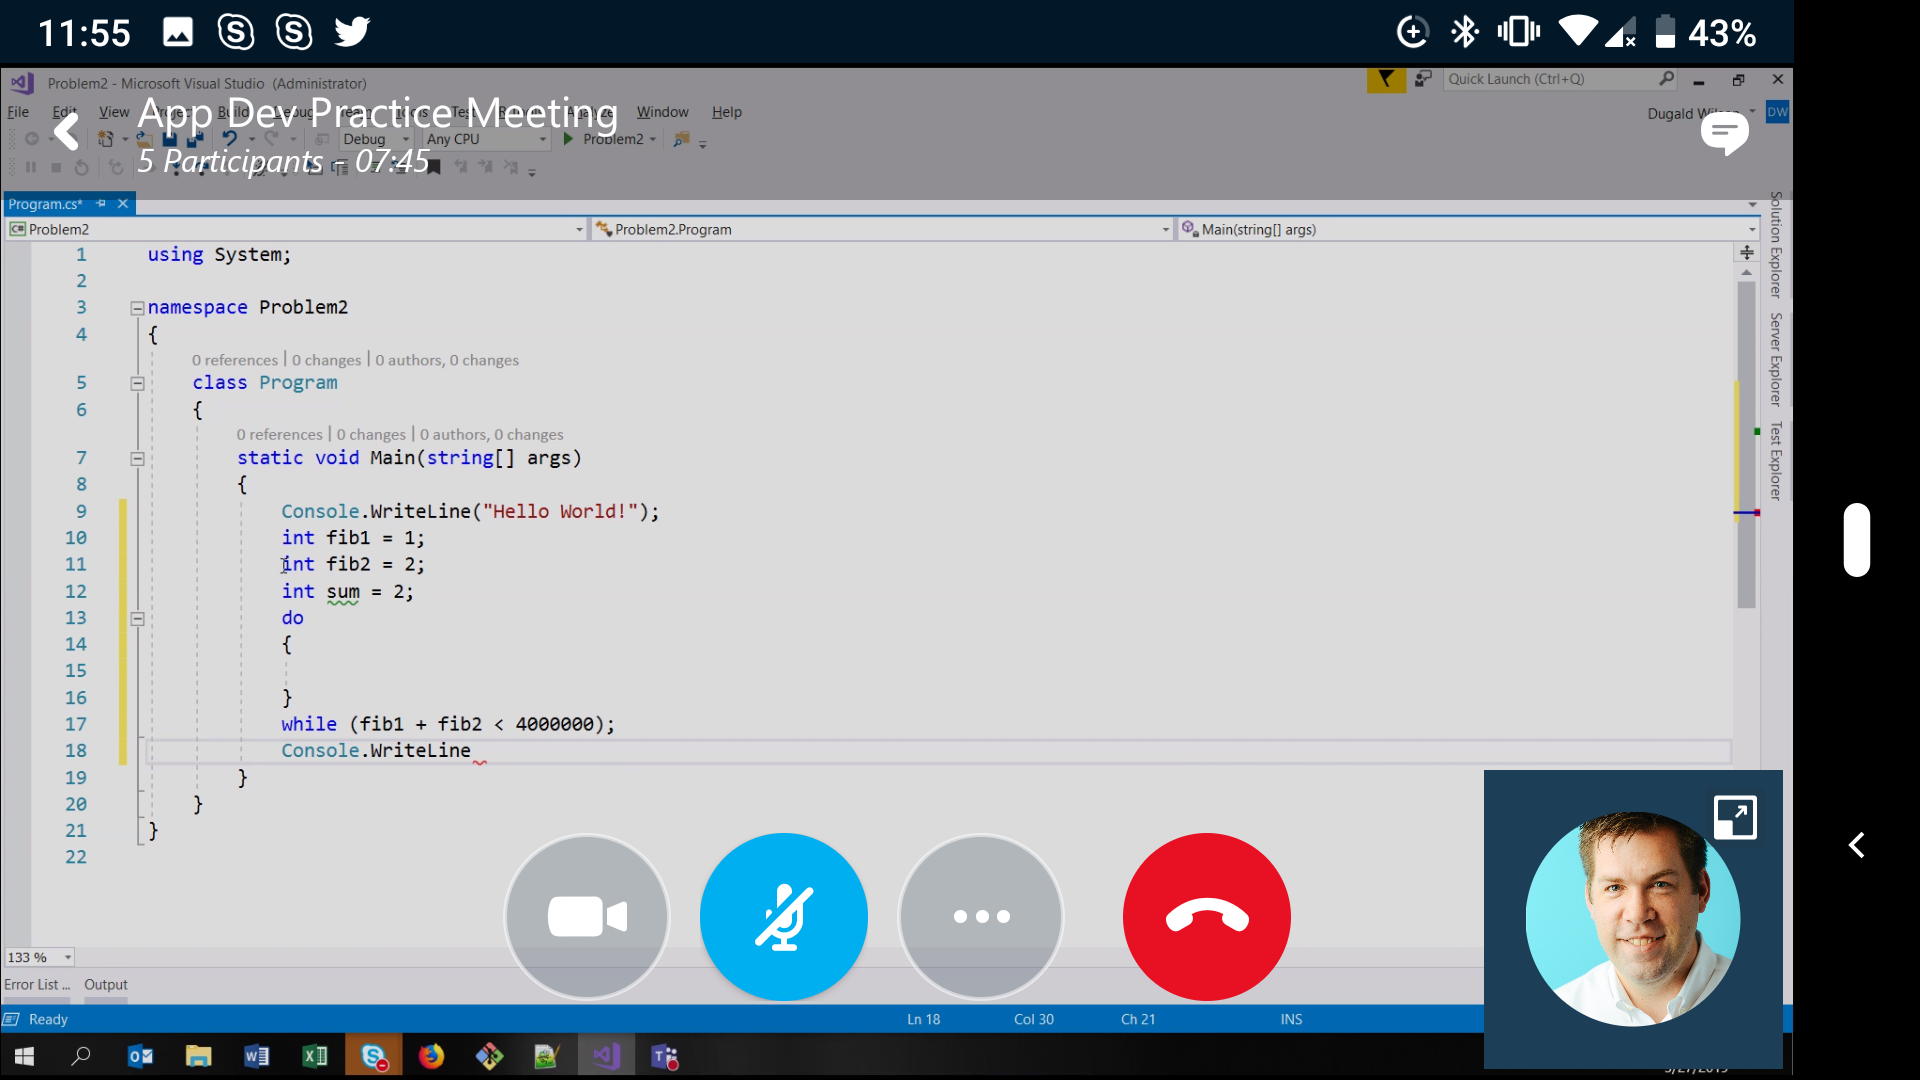 11:55
43%
Problem2 - Microsoft Visual Studio (Administrator)
Quick Launch (Ctrl+Q)
File Edit View Build Debug Window Help
App Dev Practice Meeting
Dugald
DW
Debug Any CPU Problem2
5 Participants - 07:45
Program.cs*
Problem2 Problem2.Program Main(string[] args)
1 using System;
2
3 namespace Problem2
4 {
0 references | 0 changes | 0 authors, 0 changes
5 class Program
6 {
0 references | 0 changes | 0 authors, 0 changes
7 static void Main(string[] args)
8 {
9 Console.WriteLine("Hello World!");
10 int fib1 = 1;
11 int fib2 = 2;
12 int sum = 2;
13 do
14 {
15
16 }
17 while (fib1 + fib2 < 4000000);
18 Console.WriteLine
19 }
20 }
21 }
22
Solution Explorer
Server Explorer
Test Explorer
133 %
Error List ... Output
Ready Ln 18 Col 30 Ch 21 INS